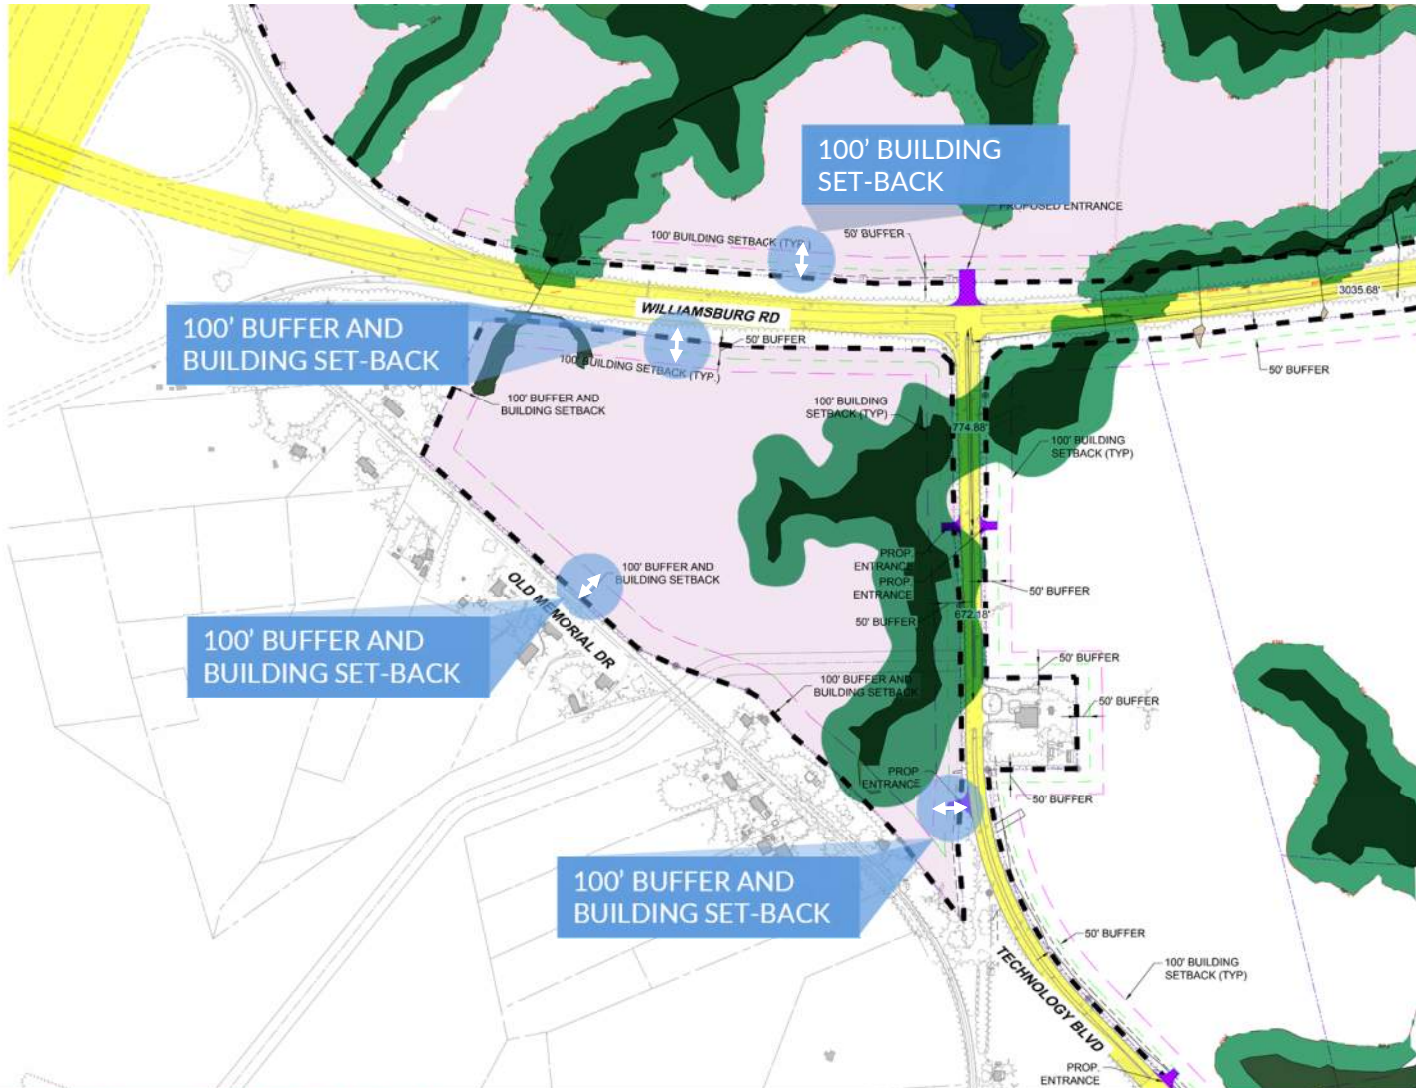 100’ BUILDING
SET-BACK
PROPOSED ENTRANCE
100' BUILDING SETBACK (TYP.)
50' BUFFER
3035.68'
WILLIAMSBURG RD
100’ BUFFER AND
BUILDING SET-BACK
50' BUFFER
100' BUILDING SETBACK (TYP.)
50' BUFFER
100' BUFFER AND
BUILDING SETBACK
100' BUILDING
SETBACK (TYP)
774.88'
100' BUILDING
SETBACK (TYP)
PROP.
ENTRANCE
PROP.
ENTRANCE
100' BUFFER AND
BUILDING SETBACK
50' BUFFER
50' BUFFER
672.18'
OLD MEMORIAL DR
100’ BUFFER AND
BUILDING SET-BACK
50' BUFFER
100' BUFFER AND
BUILDING SETBACK
50' BUFFER
PROP
ENTRANCE
50' BUFFER
100’ BUFFER AND
BUILDING SET-BACK
50' BUFFER
100' BUILDING
SETBACK (TYP)
TECHNOLOGY BLVD
PROP.
ENTRANCE